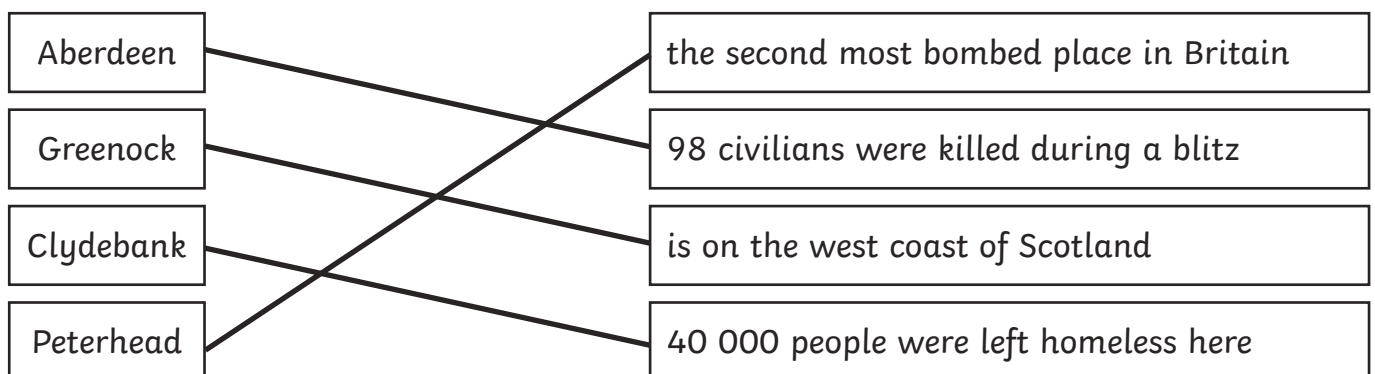 Aberdeen
the second most bombed place in Britain
Greenock
98 civilians were killed during a blitz
Clydebank
is on the west coast of Scotland
Peterhead
40 000 people were left homeless here